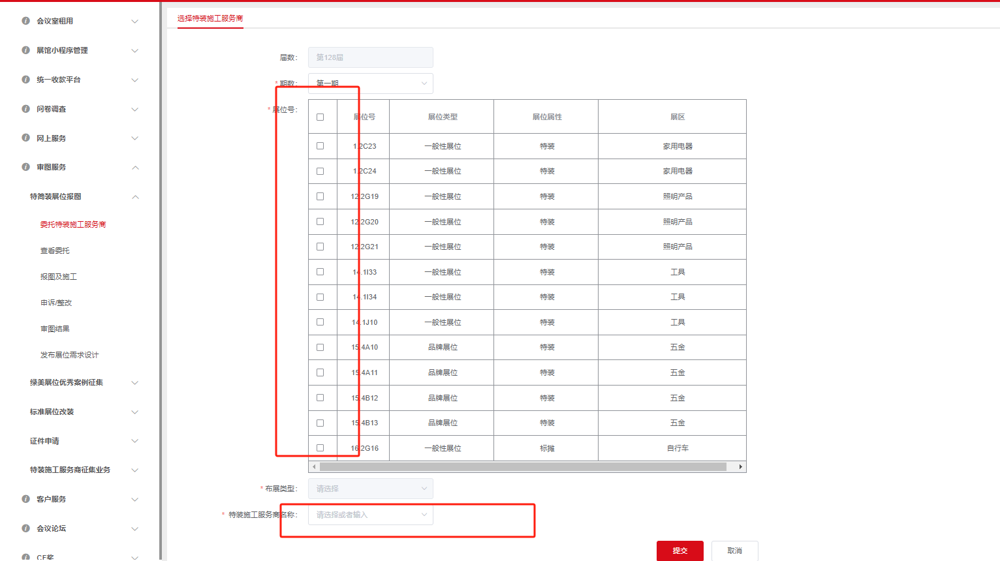 会议室租用
展馆小程序管理
统一收款平台
问卷调查
网上服务
审图服务
特简装展位报图
委托特装施工服务商
查看委托
报图及施工
申诉/整改
审图结果
发布展位需求设计
绿美展位优秀案例征集
标准展位改装
证件申请
特装施工服务商征集业务
客户服务
会议论坛
CF奖
选择特装施工服务商
届数： 第128届
* 期数： 第一期
* 展位号：
展位号 展位类型 展位属性 展区
1.2C23 一般性展位 特装 家用电器
1.2C24 一般性展位 特装 家用电器
12.2G19 一般性展位 特装 照明产品
12.2G20 一般性展位 特装 照明产品
12.2G21 一般性展位 特装 照明产品
14.1I33 一般性展位 特装 工具
14.1I34 一般性展位 特装 工具
14.1J10 一般性展位 特装 工具
15.4A10 品牌展位 特装 五金
15.4A11 品牌展位 特装 五金
15.4B12 品牌展位 特装 五金
15.4B13 品牌展位 特装 五金
16.2G16 一般性展位 标摊 自行车
* 布展类型： 请选择
* 特装施工服务商名称： 请选择或者输入
提交 取消